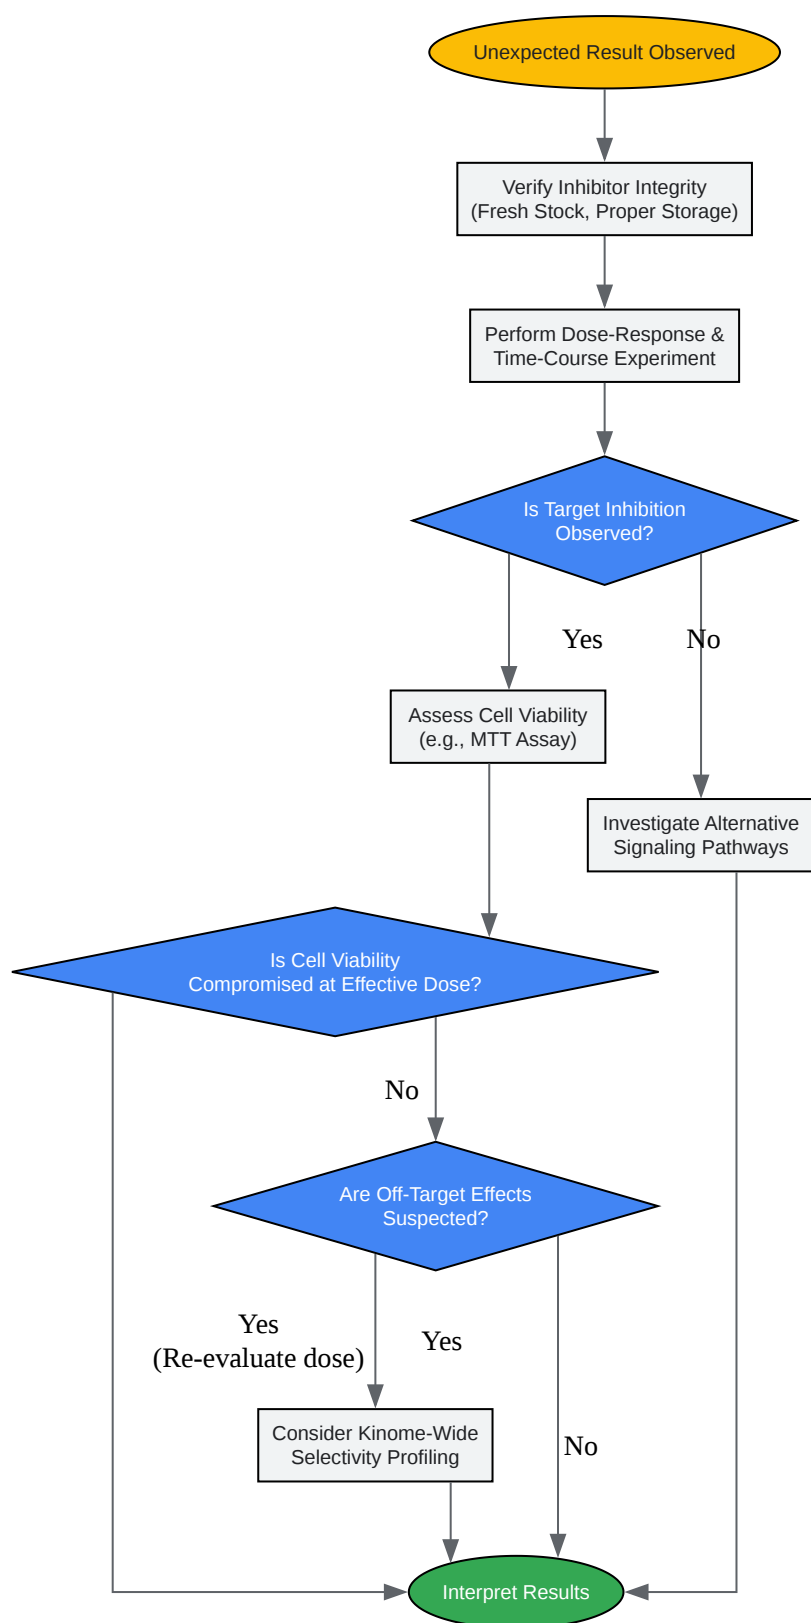 Unexpected Result Observed
Verify Inhibitor Integrity
(Fresh Stock, Proper Storage)
Perform Dose-Response &
Time-Course Experiment
Is Target Inhibition
Observed?
Yes
No
Assess Cell Viability
(e.g., MTT Assay)
Investigate Alternative
Signaling Pathways
Is Cell Viability
Compromised at Effective Dose?
No
Are Off-Target Effects
Suspected?
Yes
(Re-evaluate dose)
Yes
Consider Kinome-Wide
Selectivity Profiling
No
Interpret Results